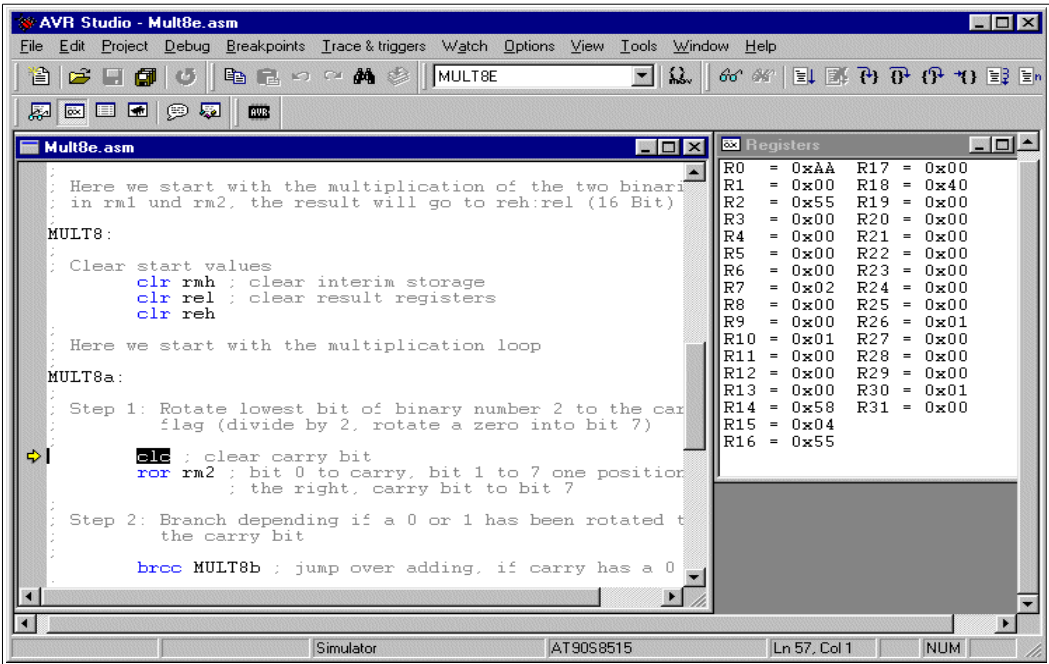 AVR Studio - Mult8e.asm
File Edit Project Debug Breakpoints Trace & triggers Watch Options View Tools Window Help
MULT8E
AVR
Mult8e.asm
;
; Here we start with the multiplication of the two binari
; in rm1 und rm2, the result will go to reh:rel (16 Bit)
;
MULT8:
;
; Clear start values
clr rmh ; clear interim storage
clr rel ; clear result registers
clr reh
;
; Here we start with the multiplication loop
;
MULT8a:
;
; Step 1: Rotate lowest bit of binary number 2 to the car
; flag (divide by 2, rotate a zero into bit 7)
;
clc ; clear carry bit
ror rm2 ; bit 0 to carry, bit 1 to 7 one position
; the right, carry bit to bit 7
;
; Step 2: Branch depending if a 0 or 1 has been rotated t
; the carry bit
;
brcc MULT8b ; jump over adding, if carry has a 0
Registers
R0 = 0xAA R17 = 0x00
R1 = 0x00 R18 = 0x40
R2 = 0x55 R19 = 0x00
R3 = 0x00 R20 = 0x00
R4 = 0x00 R21 = 0x00
R5 = 0x00 R22 = 0x00
R6 = 0x00 R23 = 0x00
R7 = 0x02 R24 = 0x00
R8 = 0x00 R25 = 0x00
R9 = 0x00 R26 = 0x01
R10 = 0x01 R27 = 0x00
R11 = 0x00 R28 = 0x00
R12 = 0x00 R29 = 0x00
R13 = 0x00 R30 = 0x01
R14 = 0x58 R31 = 0x00
R15 = 0x04
R16 = 0x55
Simulator AT90S8515 Ln 57, Col 1 NUM